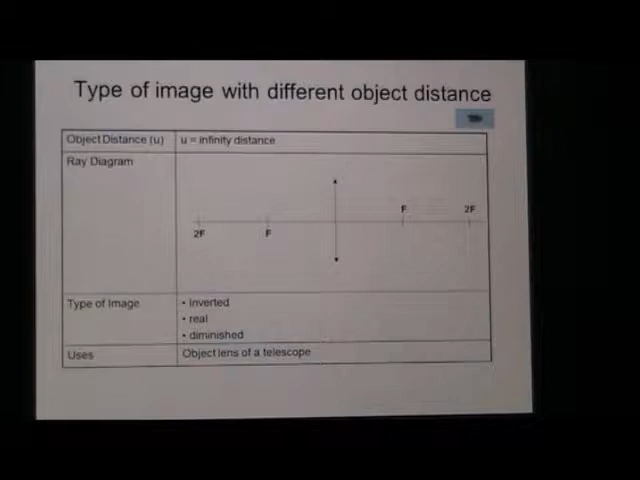 Type of image with different object distance
Object Distance (u) u = infinity distance
Ray Diagram
F 2F
2F F
Type of Image • Inverted
• real
• diminished
Uses Object lens of a telescope